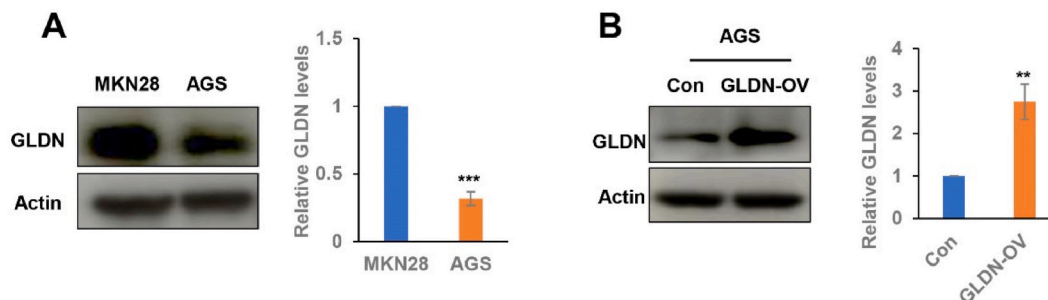 A
MKN28 AGS
GLDN
Actin
Relative GLDN levels
1.5
1
0.5
0
***
MKN28 AGS
B
AGS
Con GLDN-OV
GLDN
Actin
Relative GLDN levels
4
3
2
1
0
**
Con
GLDN-OV